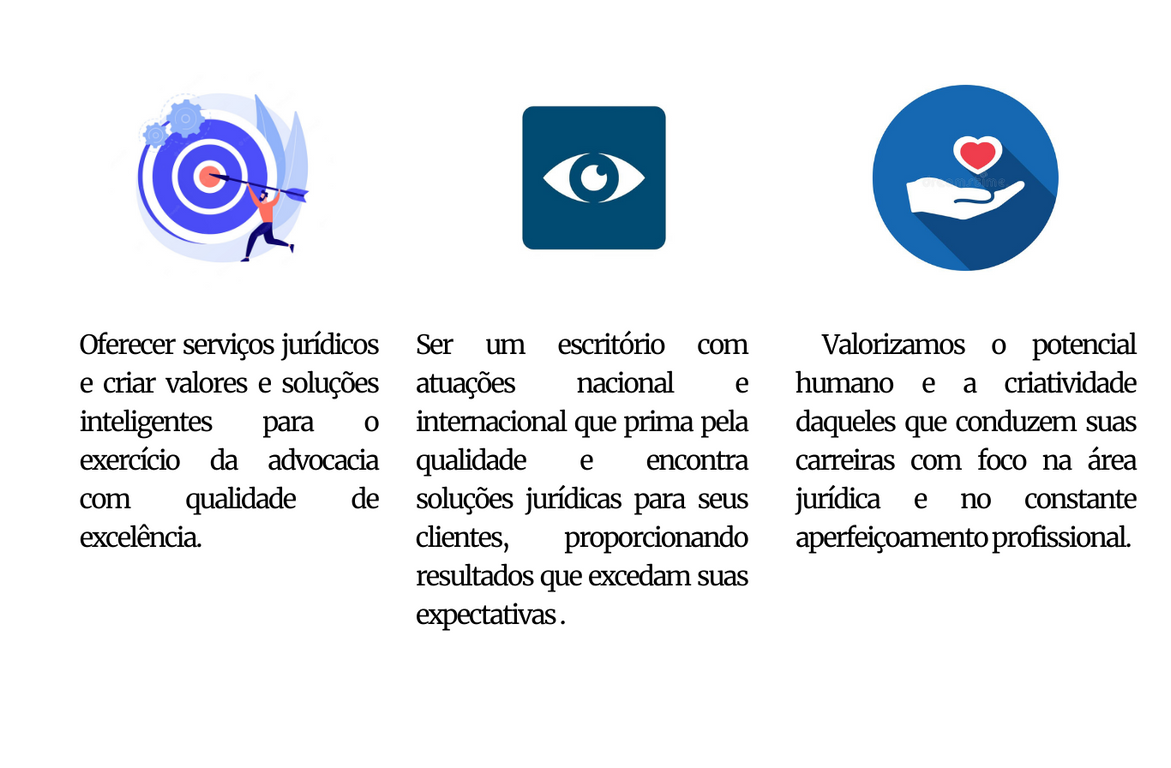 Oferecer serviços jurídicos
e criar valores e soluções
inteligentes para o
exercício da advocacia
com qualidade de
excelência.
Ser um escritório com
atuações nacional e
internacional que prima pela
qualidade e encontra
soluções jurídicas para seus
clientes, proporcionando
resultados que excedam suas
expectativas .
Valorizamos o potencial
humano e a criatividade
daqueles que conduzem suas
carreiras com foco na área
jurídica e no constante
aperfeiçoamento profissional.